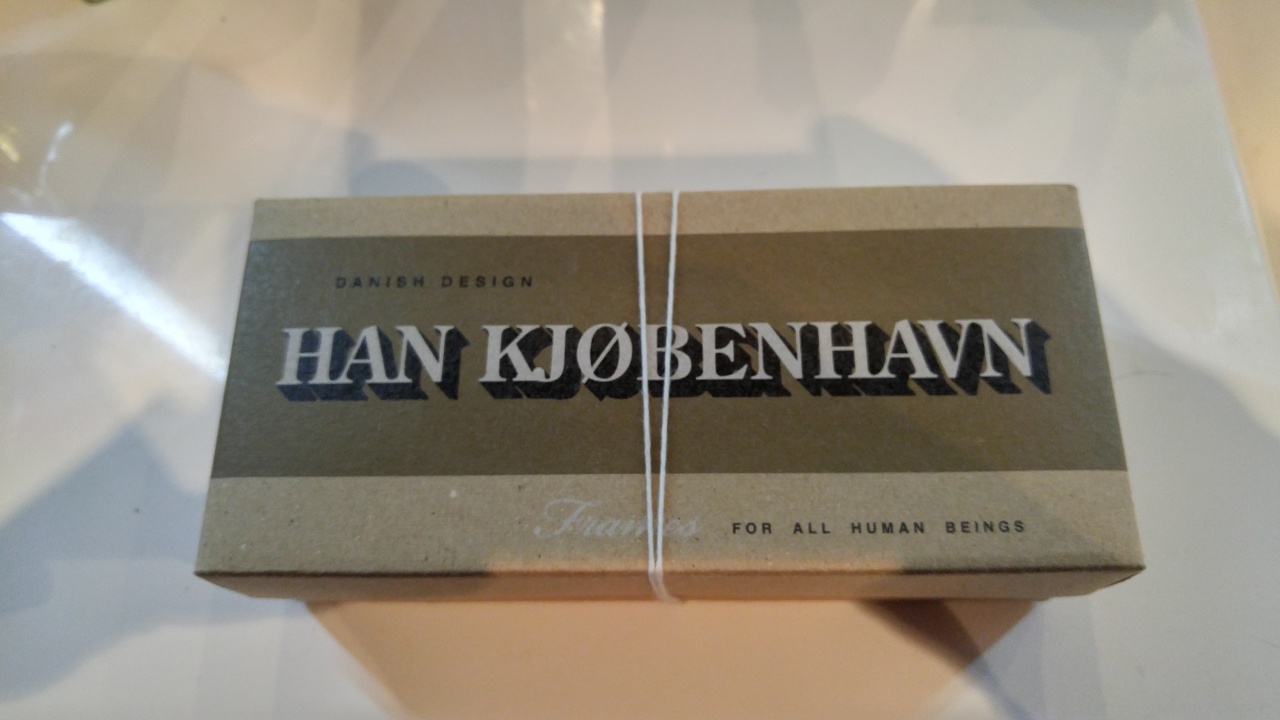 DANISH DESIGN
HAN KJØBENHAVN
Frames FOR ALL HUMAN BEINGS